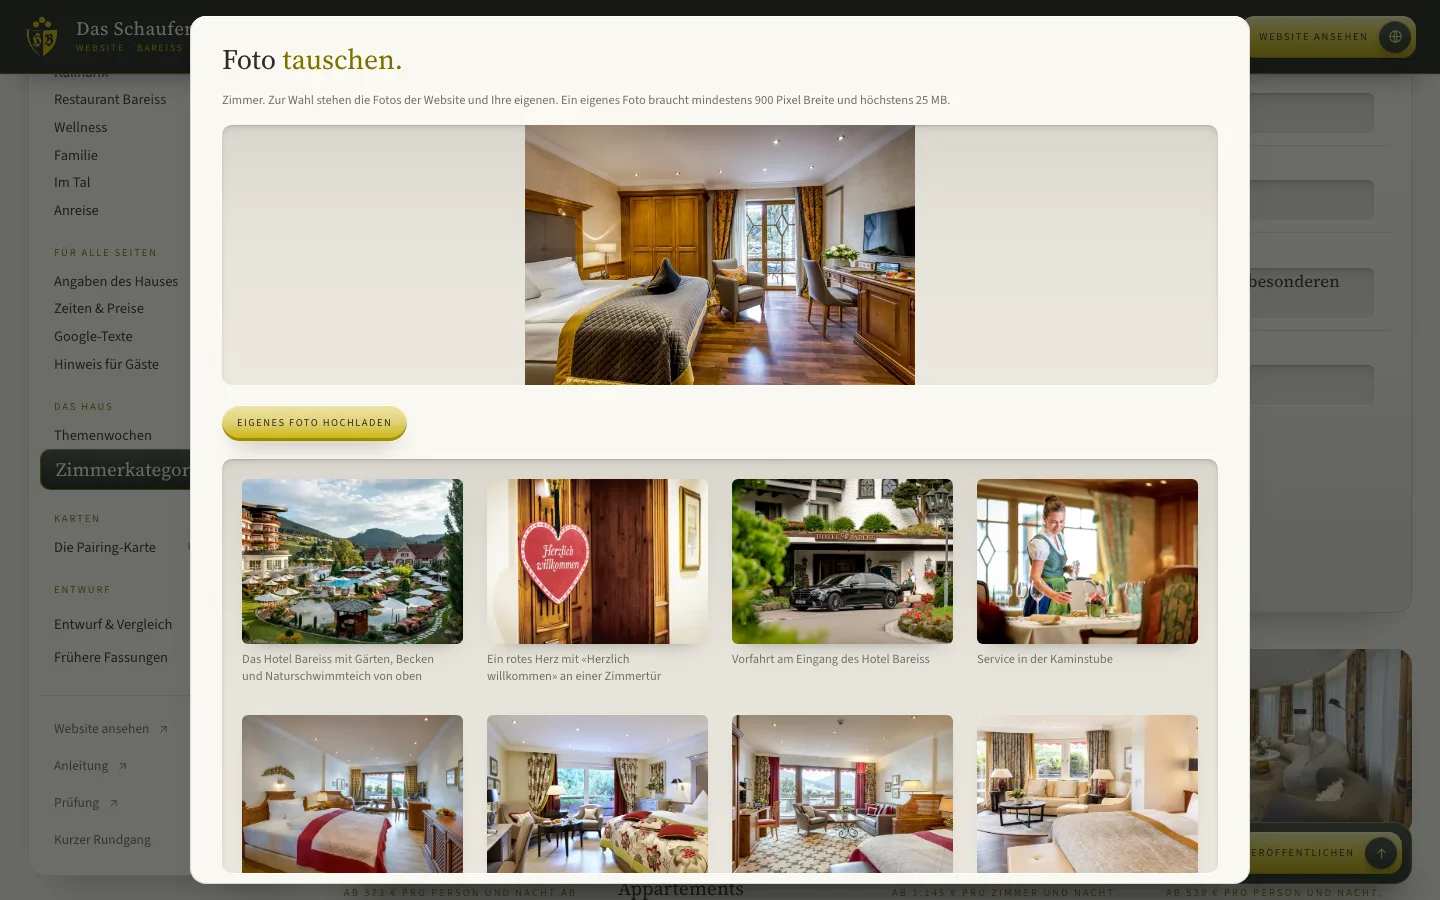 Das Schaufen
WEBSITE · BAREISS
WEBSITE ANSEHEN
Kulinarik
Restaurant Bareiss
Wellness
Familie
Im Tal
Anreise
FÜR ALLE SEITEN
Angaben des Hauses
Zeiten & Preise
Google-Texte
Hinweis für Gäste
DAS HAUS
Themenwochen
Zimmerkategor
KARTEN
Die Pairing-Karte
ENTWURF
Entwurf & Vergleich
Frühere Fassungen
Website ansehen
Anleitung
Prüfung
Kurzer Rundgang
Foto tauschen.
Zimmer. Zur Wahl stehen die Fotos der Website und Ihre eigenen. Ein eigenes Foto braucht mindestens 900 Pixel Breite und höchstens 25 MB.
EIGENES FOTO HOCHLADEN
Herzlich
willkommen
HOTEL BAREISS
Das Hotel Bareiss mit Gärten, Becken
und Naturschwimmteich von oben
Ein rotes Herz mit «Herzlich
willkommen» an einer Zimmertür
Vorfahrt am Eingang des Hotel Bareiss
Service in der Kaminstube
besonderen
ERÖFFENTLICHEN
AB 373 € PRO PERSON UND NACHT AB
Appartements
AB 1.145 € PRO ZIMMER UND NACHT
AB 538 € PRO PERSON UND NACHT,